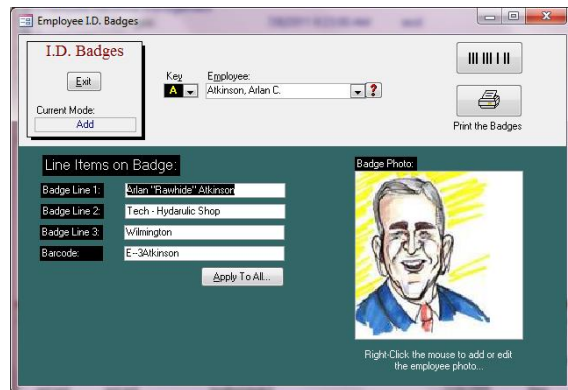 Employee I.D. Badges
I.D. Badges
Exit
Current Mode:
Add
Key
A
Employee:
Atkinson, Arlan C.
?
Print the Badges
Line Items on Badge:
Badge Line 1:
Arlan "Rawhide" Atkinson
Badge Line 2:
Tech - Hydarulic Shop
Badge Line 3:
Wilmington
Barcode:
E--3Atkinson
Apply To All...
Badge Photo:
Right-Click the mouse to add or edit
the employee photo...